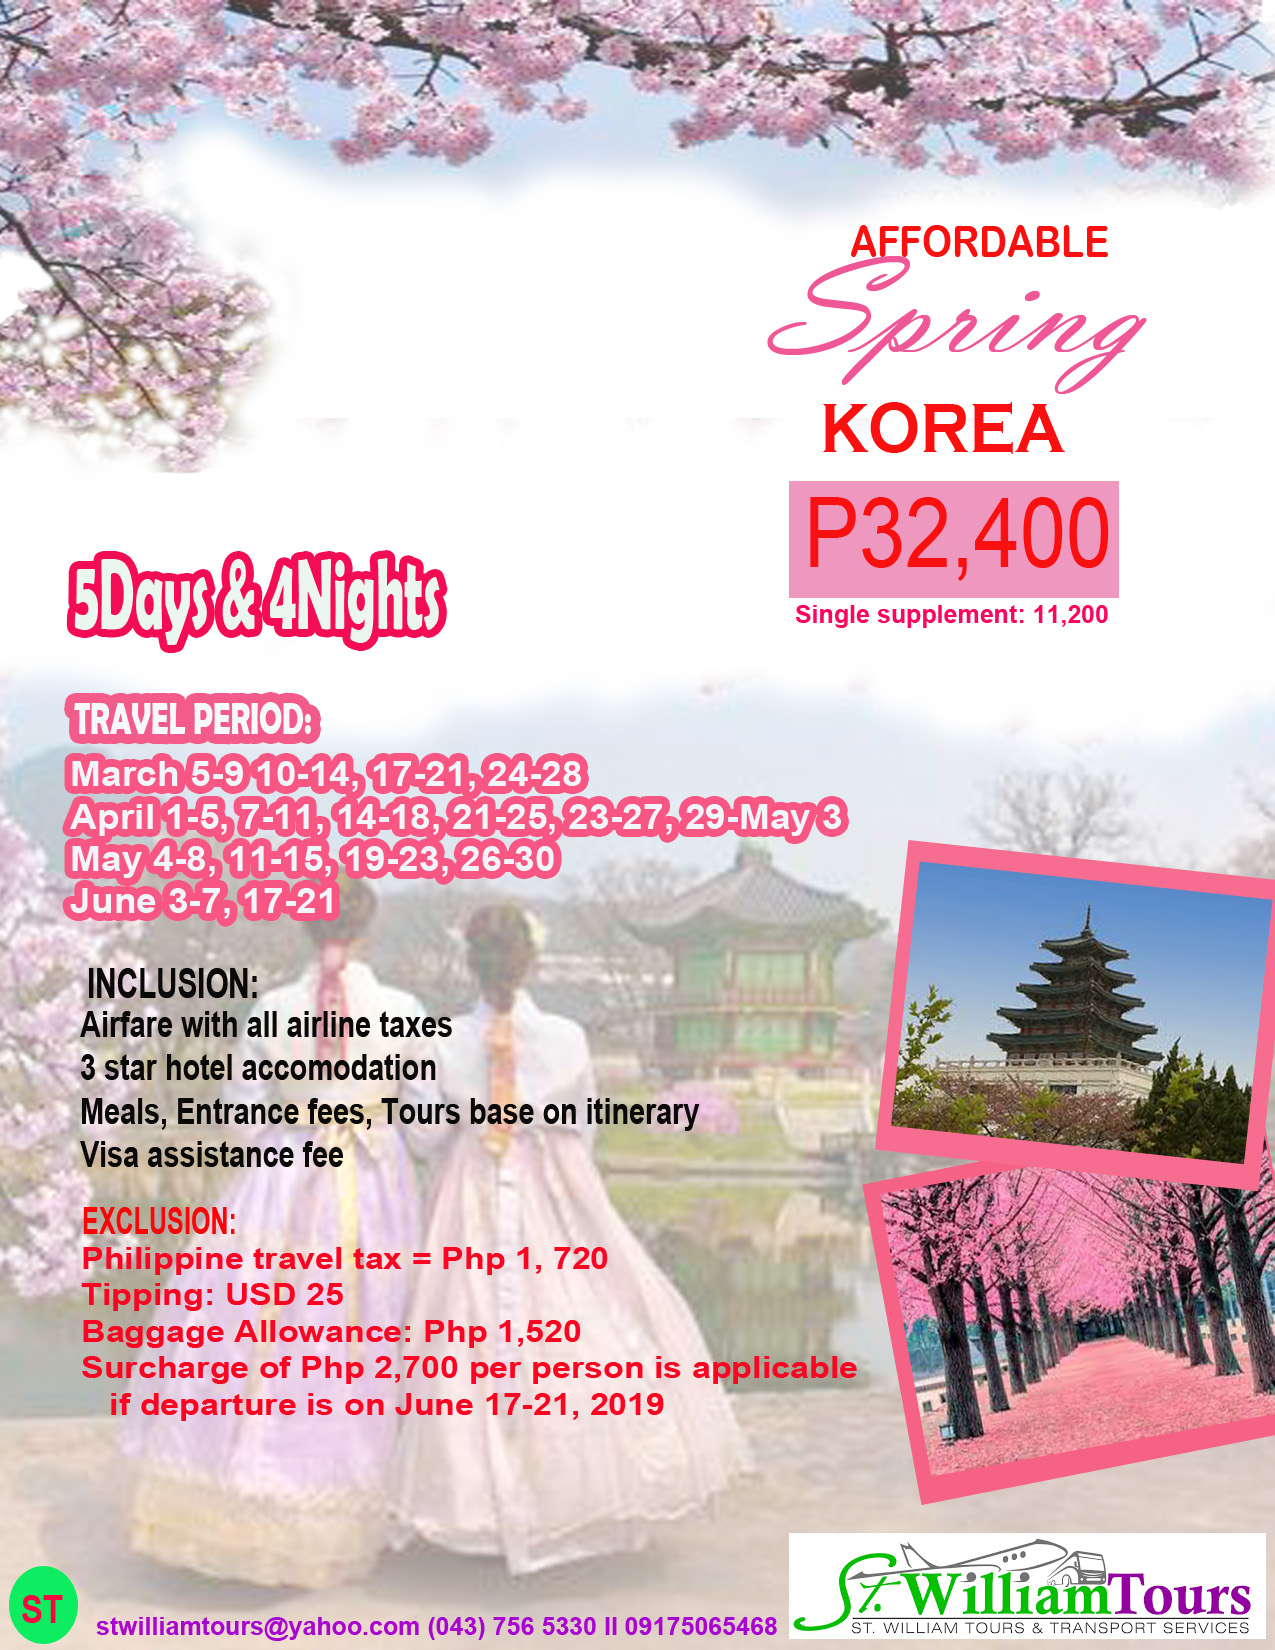 AFFORDABLE
Spring
KOREA
P32,400
Single supplement: 11,200
5Days & 4Nights
TRAVEL PERIOD:
March 5-9 10-14, 17-21, 24-28
April 1-5, 7-11, 14-18, 21-25, 23-27, 29-May 3
May 4-8, 11-15, 19-23, 26-30
June 3-7, 17-21
INCLUSION:
Airfare with all airline taxes
3 star hotel accomodation
Meals, Entrance fees, Tours base on itinerary
Visa assistance fee
EXCLUSION:
Philippine travel tax = Php 1, 720
Tipping: USD 25
Baggage Allowance: Php 1,520
Surcharge of Php 2,700 per person is applicable
if departure is on June 17-21, 2019
ST
stwilliamtours@yahoo.com (043) 756 5330 II 09175065468
St. WilliamTours
ST. WILLIAM TOURS & TRANSPORT SERVICES